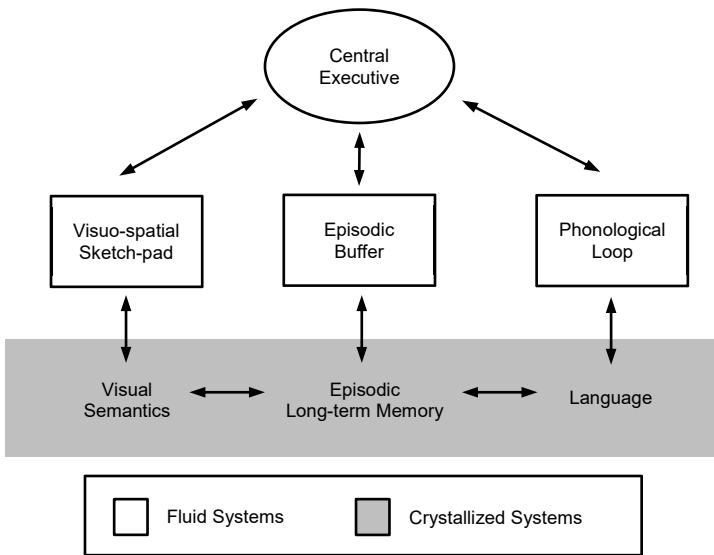 Central
Executive
Visuo-spatial
Sketch-pad
Episodic
Buffer
Phonological
Loop
Visual
Semantics
Episodic
Long-term Memory
Language
Fluid Systems
Crystallized Systems